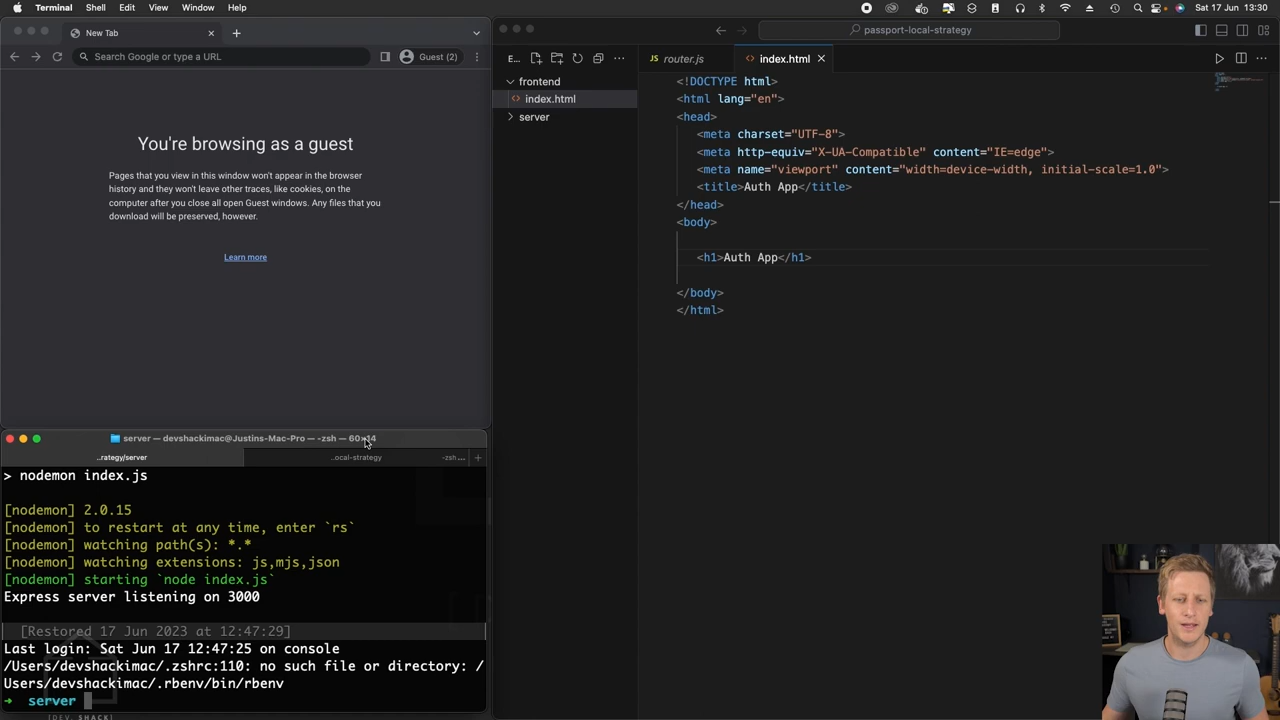 Terminal Shell Edit View Window Help Sat 17 Jun 13:30
New Tab
Search Google or type a URL Guest (2)
You're browsing as a guest
Pages that you view in this window won't appear in the browser
history and they won't leave other traces, like cookies, on the
computer after you close all open Guest windows. Any files that you
download will be preserved, however.
Learn more
server — devshackimac@Justins-Mac-Pro — -zsh — 60×14
..rategy/server ..ocal-strategy -zsh...
> nodemon index.js
[nodemon] 2.0.15
[nodemon] to restart at any time, enter `rs`
[nodemon] watching path(s): *.*
[nodemon] watching extensions: js,mjs,json
[nodemon] starting `node index.js`
Express server listening on 3000
[Restored 17 Jun 2023 at 12:47:29]
Last login: Sat Jun 17 12:47:25 on console
/Users/devshackimac/.zshrc:110: no such file or directory: /
Users/devshackimac/.rbenv/bin/rbenv
→ server
[DEV. SHACK]
passport-local-strategy
E...
frontend
index.html
server
JS router.js index.html
<!DOCTYPE html>
<html lang="en">
<head>
<meta charset="UTF-8">
<meta http-equiv="X-UA-Compatible" content="IE=edge">
<meta name="viewport" content="width=device-width, initial-scale=1.0">
<title>Auth App</title>
</head>
<body>
<h1>Auth App</h1>
</body>
</html>